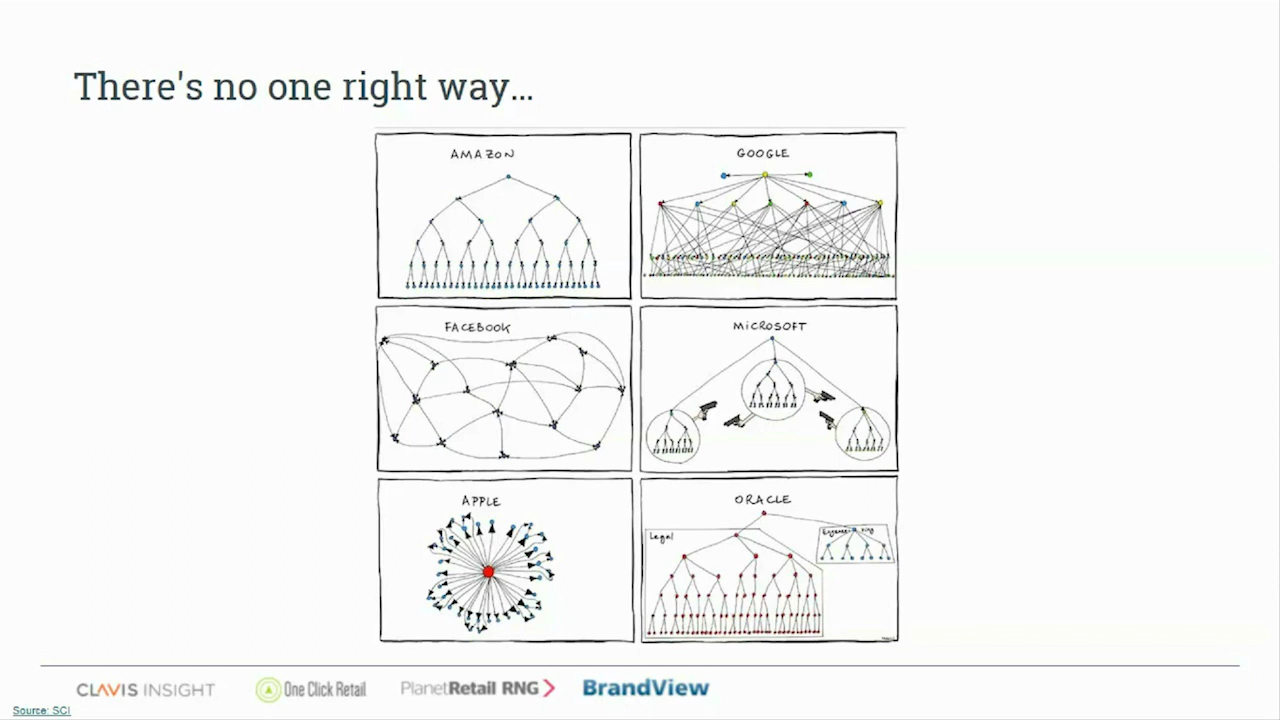 There's no one right way...
AMAZON
GOOGLE
FACEBOOK
MICROSOFT
APPLE
ORACLE
Legal
CLAVIS INSIGHT
One Click Retail
PlanetRetail RNG
BrandView
Source: SCI